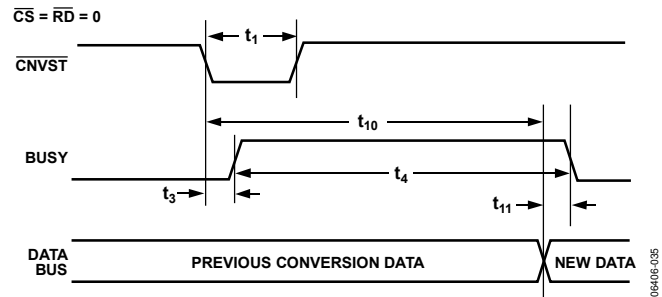 CS = RD = 0
t1
CNVST
t10
BUSY
t4
t3
t11
DATA
BUS
PREVIOUS CONVERSION DATA
NEW DATA
06406-035